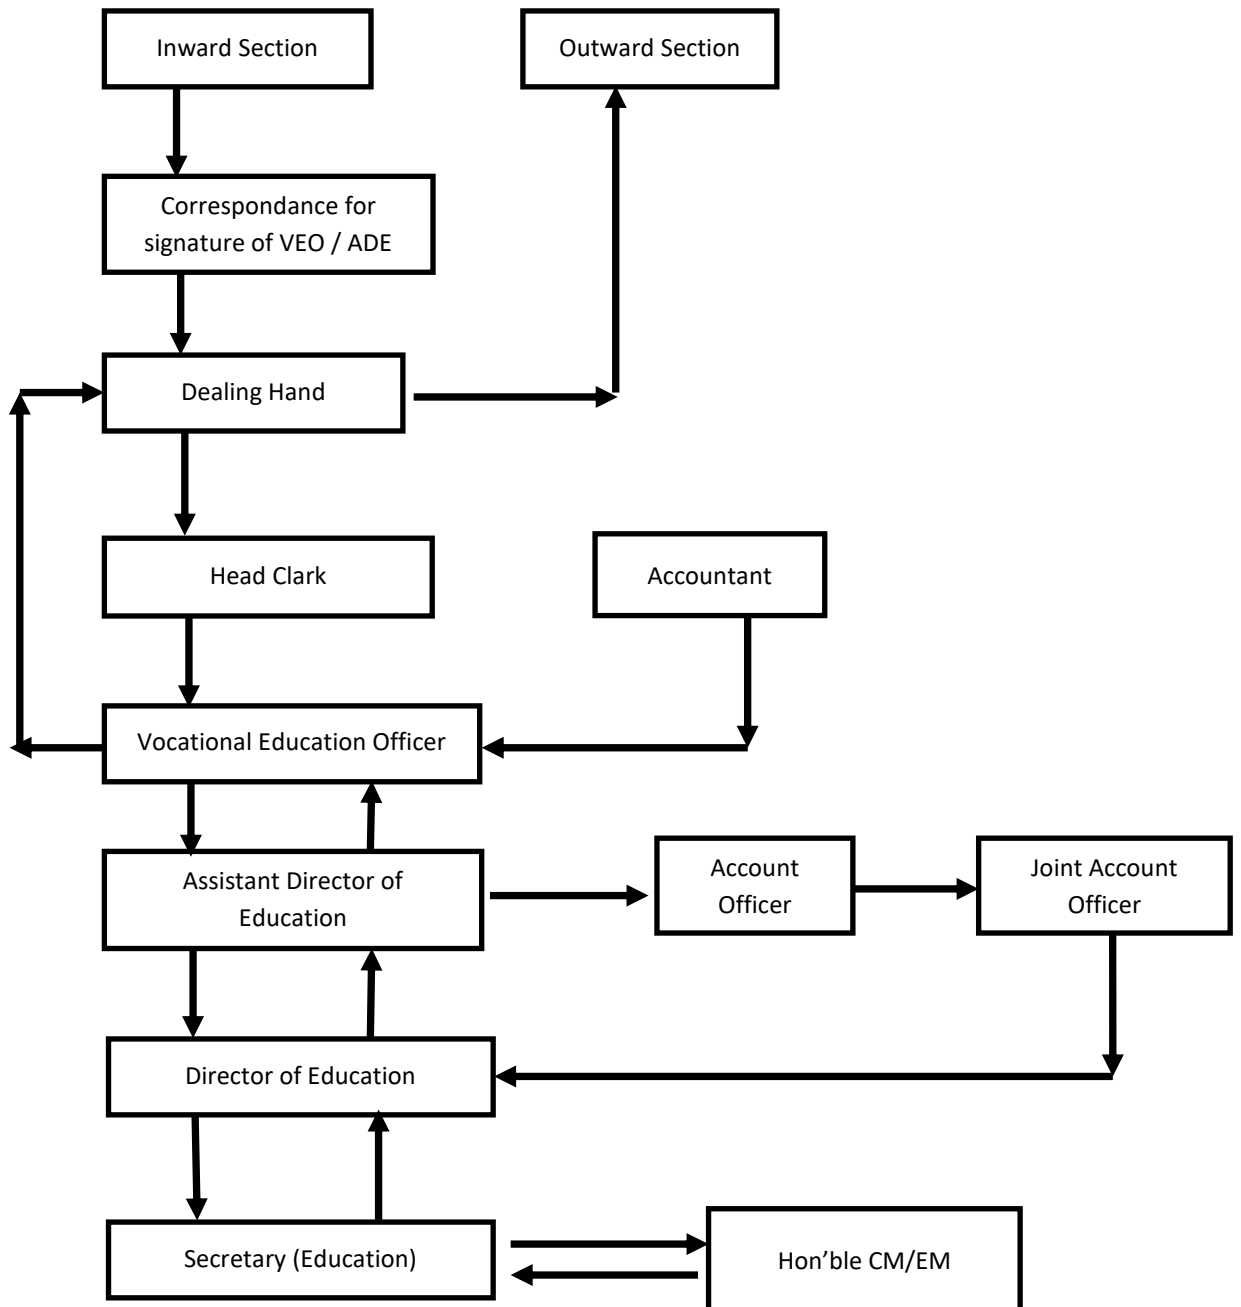 Inward Section
Outward Section
Correspondance for
signature of VEO / ADE
Dealing Hand
Head Clark
Accountant
Vocational Education Officer
Assistant Director of
Education
Account
Officer
Joint Account
Officer
Director of Education
Secretary (Education)
Hon’ble CM/EM